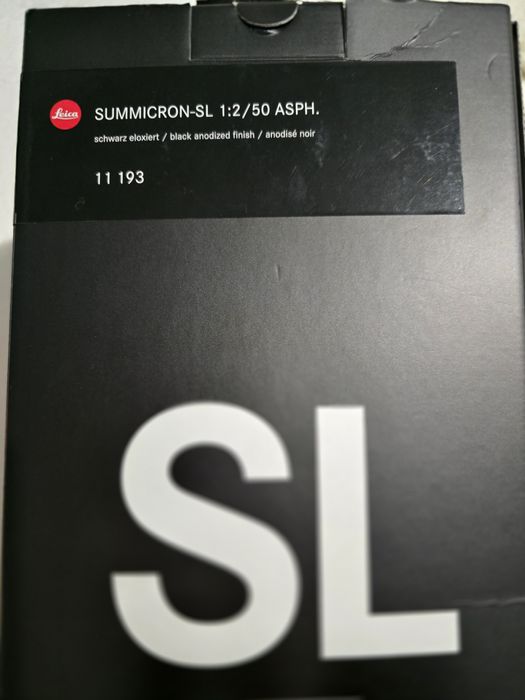 Leica
SUMMICRON-SL 1:2/50 ASPH.
schwarz eloxiert / black anodized finish / anodisé noir
11 193
SL